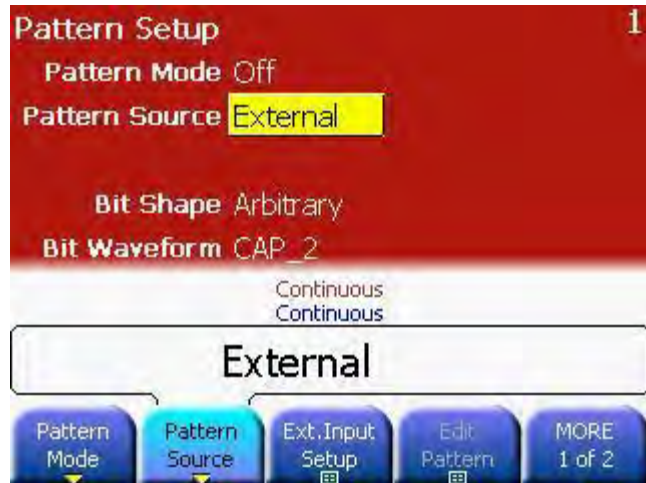 Pattern Setup 1
Pattern Mode Off
Pattern Source External
Bit Shape Arbitrary
Bit Waveform CAP_2
Continuous
Continuous
External
Pattern Mode
Pattern Source
Ext.Input Setup
Edit Pattern
MORE 1 of 2